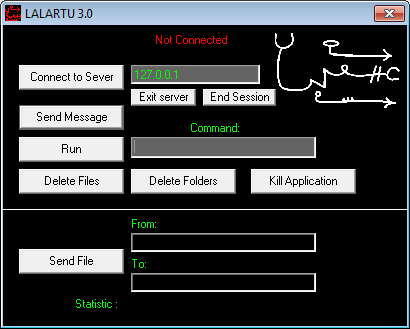 LALARTU 3.0
Not Connected
Connect to Sever 127.0.0.1
Exit server End Session
Send Message
Command:
Run
Delete Files Delete Folders Kill Application
From:
Send File
To:
Statistic :